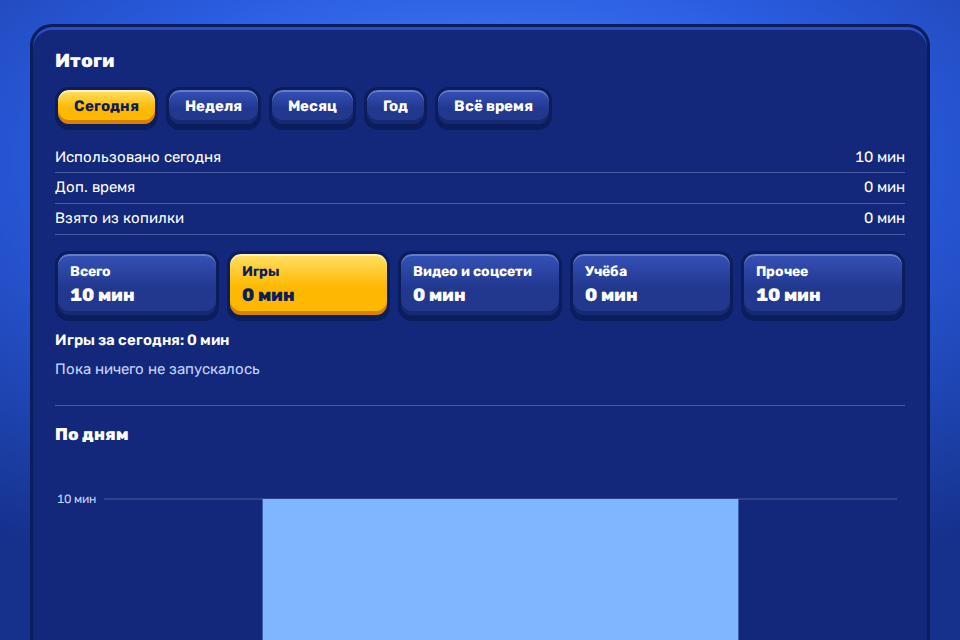 Итоги
Сегодня Неделя Месяц Год Всё время
Использовано сегодня 10 мин
Доп. время 0 мин
Взято из копилки 0 мин
Всего Игры Видео и соцсети Учёба Прочее
10 мин 0 мин 0 мин 0 мин 10 мин
Игры за сегодня: 0 мин
Пока ничего не запускалось
По дням
10 мин